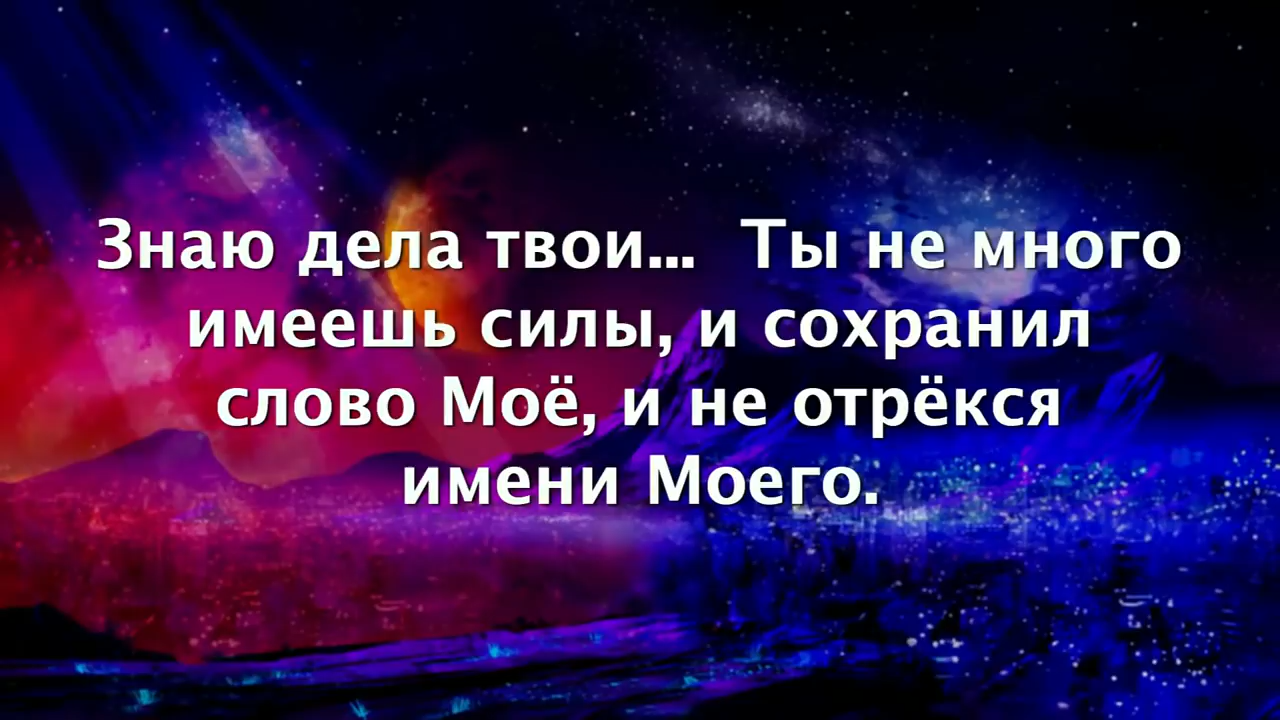 Знаю дела твои...  Ты не много
имеешь силы, и сохранил
слово Моё, и не отрёкся
имени Моего.